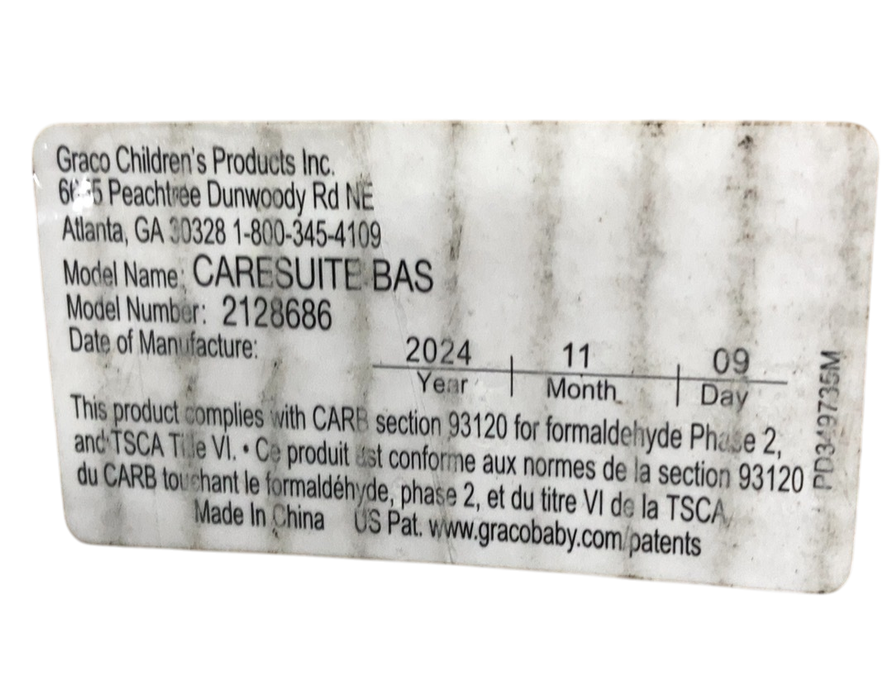 Graco Children's Products Inc.
Peachtree Dunwoody Rd NE
Atlanta, GA 30328 1-800-345-4109
Model Name: CARESUITE BAS
Model Number: 2128686
Date of Manufacture:
2024 11 09
Year Month Day
This product complies with CARB section 93120 for formaldehyde Phase 2,
and TSCA Title VI. • Ce produit est conforme aux normes de la section 93120
du CARB touchant le formaldéhyde, phase 2, et du titre VI de la TSCA
Made In China US Pat. www.gracobaby.com/patents
PD349735M